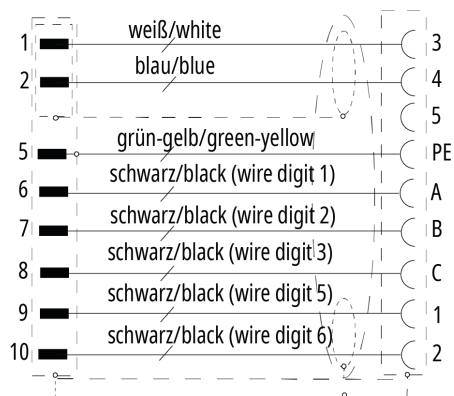 1 weiß/white 3
2 blau/blue 4
5
5 grün-gelb/green-yellow PE
6 schwarz/black (wire digit 1) A
7 schwarz/black (wire digit 2) B
8 schwarz/black (wire digit 3) C
9 schwarz/black (wire digit 5) 1
10 schwarz/black (wire digit 6) 2